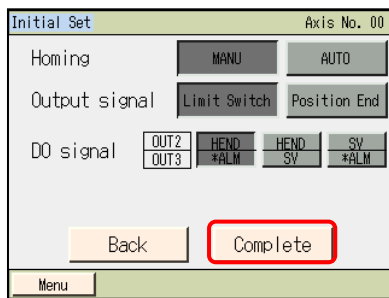 Initial Set Axis No. 00
Homing MANU AUTO
Output signal Limit Switch Position End
DO signal OUT2 HEND HEND SV
OUT3 *ALM SV *ALM
Back Complete
Menu